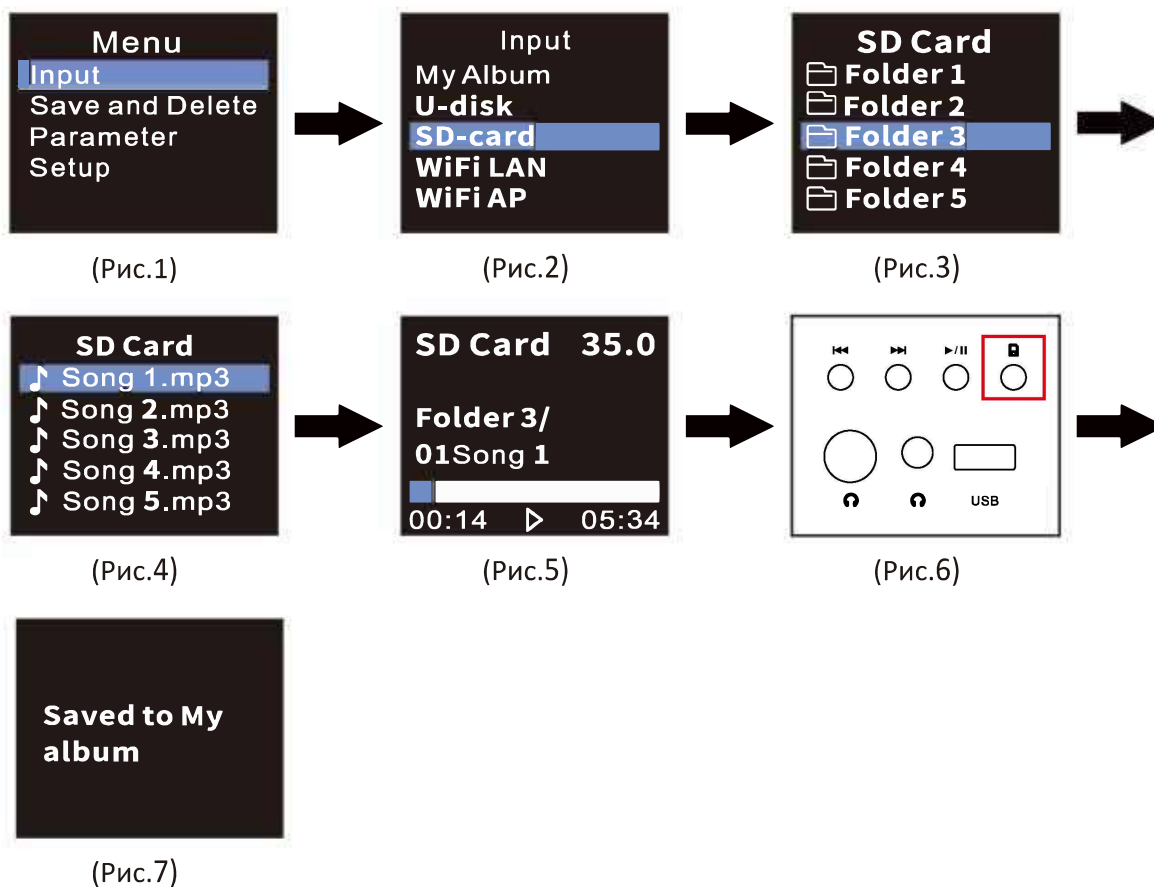 Menu
Input
Save and Delete
Parameter
Setup
(Рис.1)
Input
My Album
U-disk
SD-card
WiFi LAN
WiFi AP
(Рис.2)
SD Card
Folder 1
Folder 2
Folder 3
Folder 4
Folder 5
(Рис.3)
SD Card
Song 1.mp3
Song 2.mp3
Song 3.mp3
Song 4.mp3
Song 5.mp3
(Рис.4)
SD Card 35.0
Folder 3/
01Song 1
00:14 05:34
(Рис.5)
USB
(Рис.6)
Saved to My
album
(Рис.7)